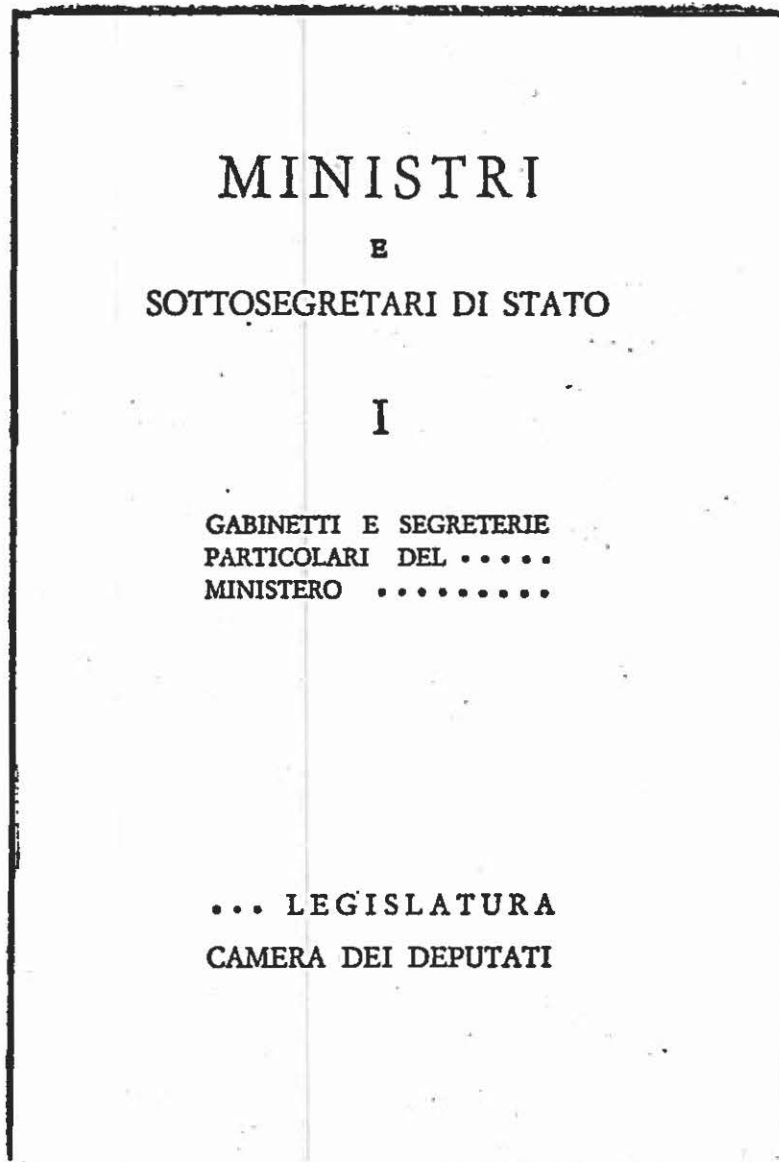 MINISTRI
E
SOTTOSEGRETARI DI STATO
I
GABINETTI E SEGRETERIE
PARTICOLARI DEL •••••
MINISTERO •••••••••
••• LEGISLATURA
CAMERA DEI DEPUTATI